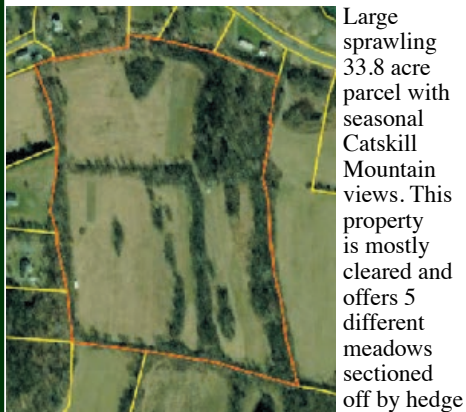 Large
sprawling
33.8 acre
parcel with
seasonal
Catskill
Mountain
views. This
property
is mostly
cleared and
offers 5
different
meadows
sectioned
off by hedge